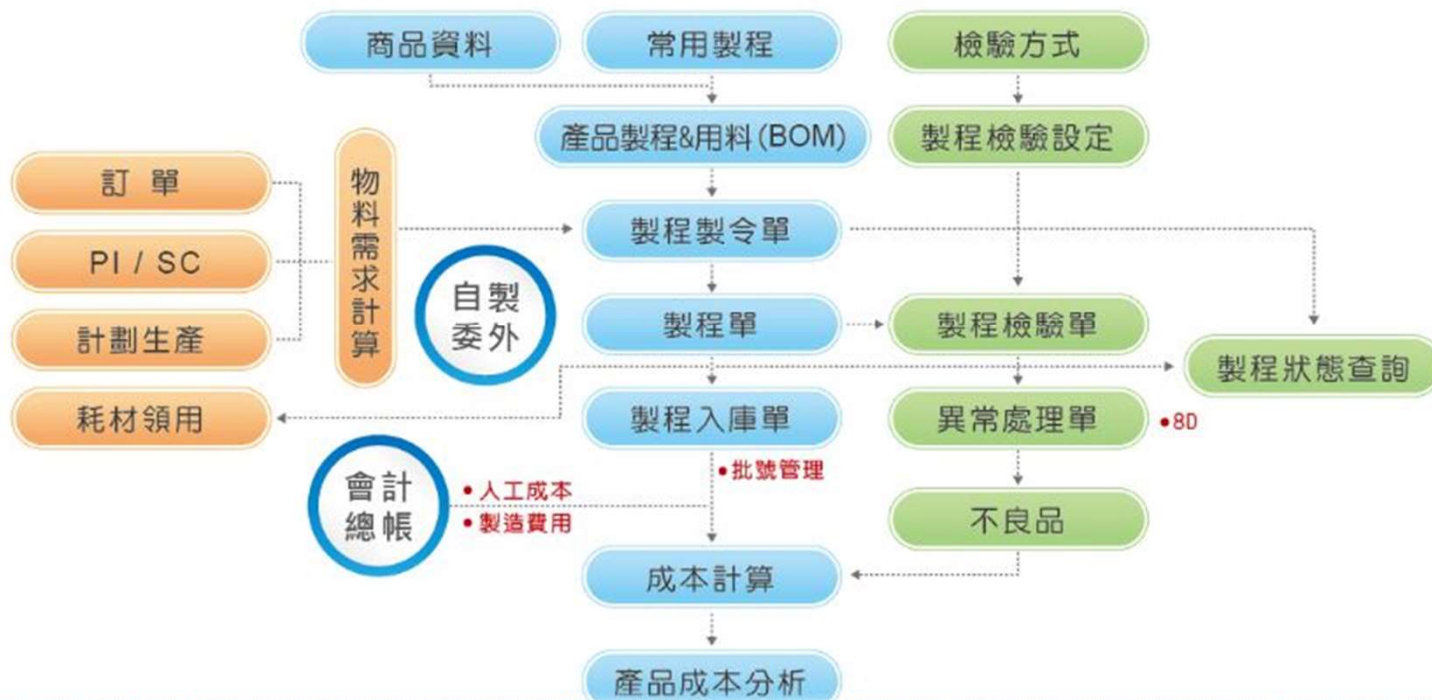 商品資料
常用製程
檢驗方式
產品製程&用料(BOM)
製程檢驗設定
訂 單
PI / SC
計劃生產
耗材領用
物料需求計算
自製
委外
製程製令單
製程單
製程檢驗單
製程狀態查詢
製程入庫單
異常處理單
•8D
•批號管理
會計
總帳
•人工成本
•製造費用
不良品
成本計算
產品成本分析